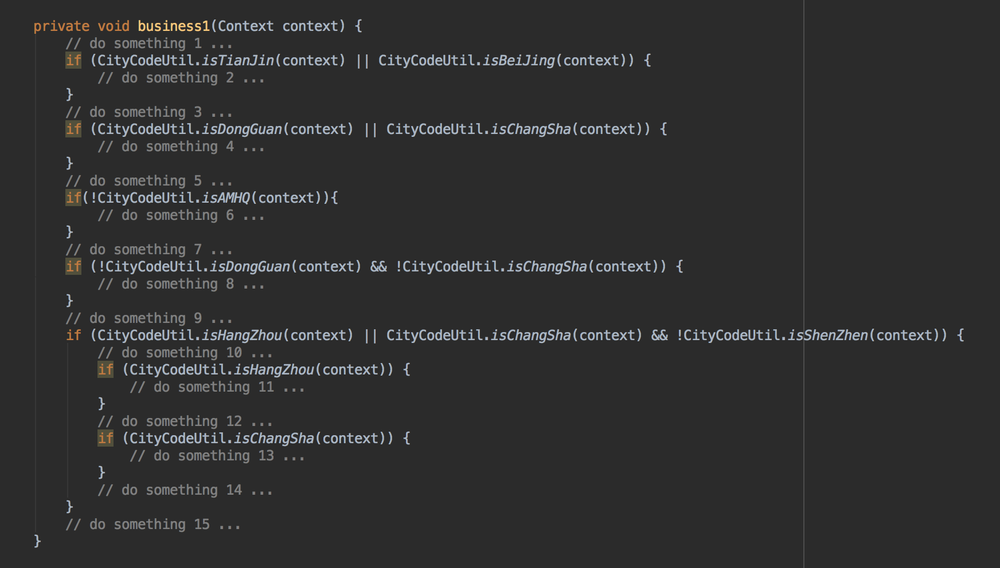 private void business1(Context context) {
    // do something 1 ...
    if (CityCodeUtil.isTianJin(context) || CityCodeUtil.isBeiJing(context)) {
        // do something 2 ...
    }
    // do something 3 ...
    if (CityCodeUtil.isDongGuan(context) || CityCodeUtil.isChangSha(context)) {
        // do something 4 ...
    }
    // do something 5 ...
    if(!CityCodeUtil.isAMHQ(context)){
        // do something 6 ...
    }
    // do something 7 ...
    if (!CityCodeUtil.isDongGuan(context) && !CityCodeUtil.isChangSha(context)) {
        // do something 8 ...
    }
    // do something 9 ...
    if (CityCodeUtil.isHangZhou(context) || CityCodeUtil.isChangSha(context) && !CityCodeUtil.isShenZhen(context)) {
        // do something 10 ...
        if (CityCodeUtil.isHangZhou(context)) {
            // do something 11 ...
        }
        // do something 12 ...
        if (CityCodeUtil.isChangSha(context)) {
            // do something 13 ...
        }
        // do something 14 ...
    }
    // do something 15 ...
}